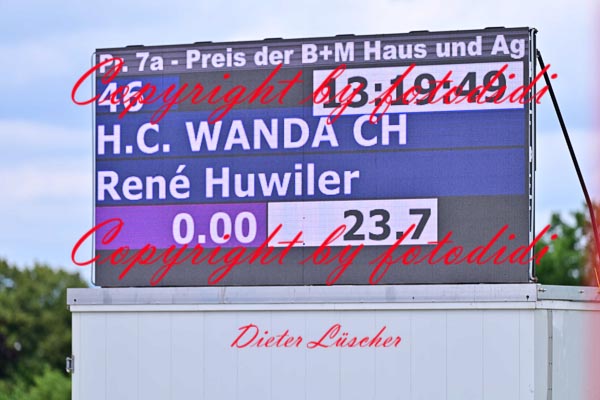 Pr. 7a - Preis der B+M Haus und Ag
46 13:19:49
Copyright by fotodidi
H.C. WANDA CH
René Huwiler
0.00 23.7
Copyright by fotodidi
Dieter Lüscher